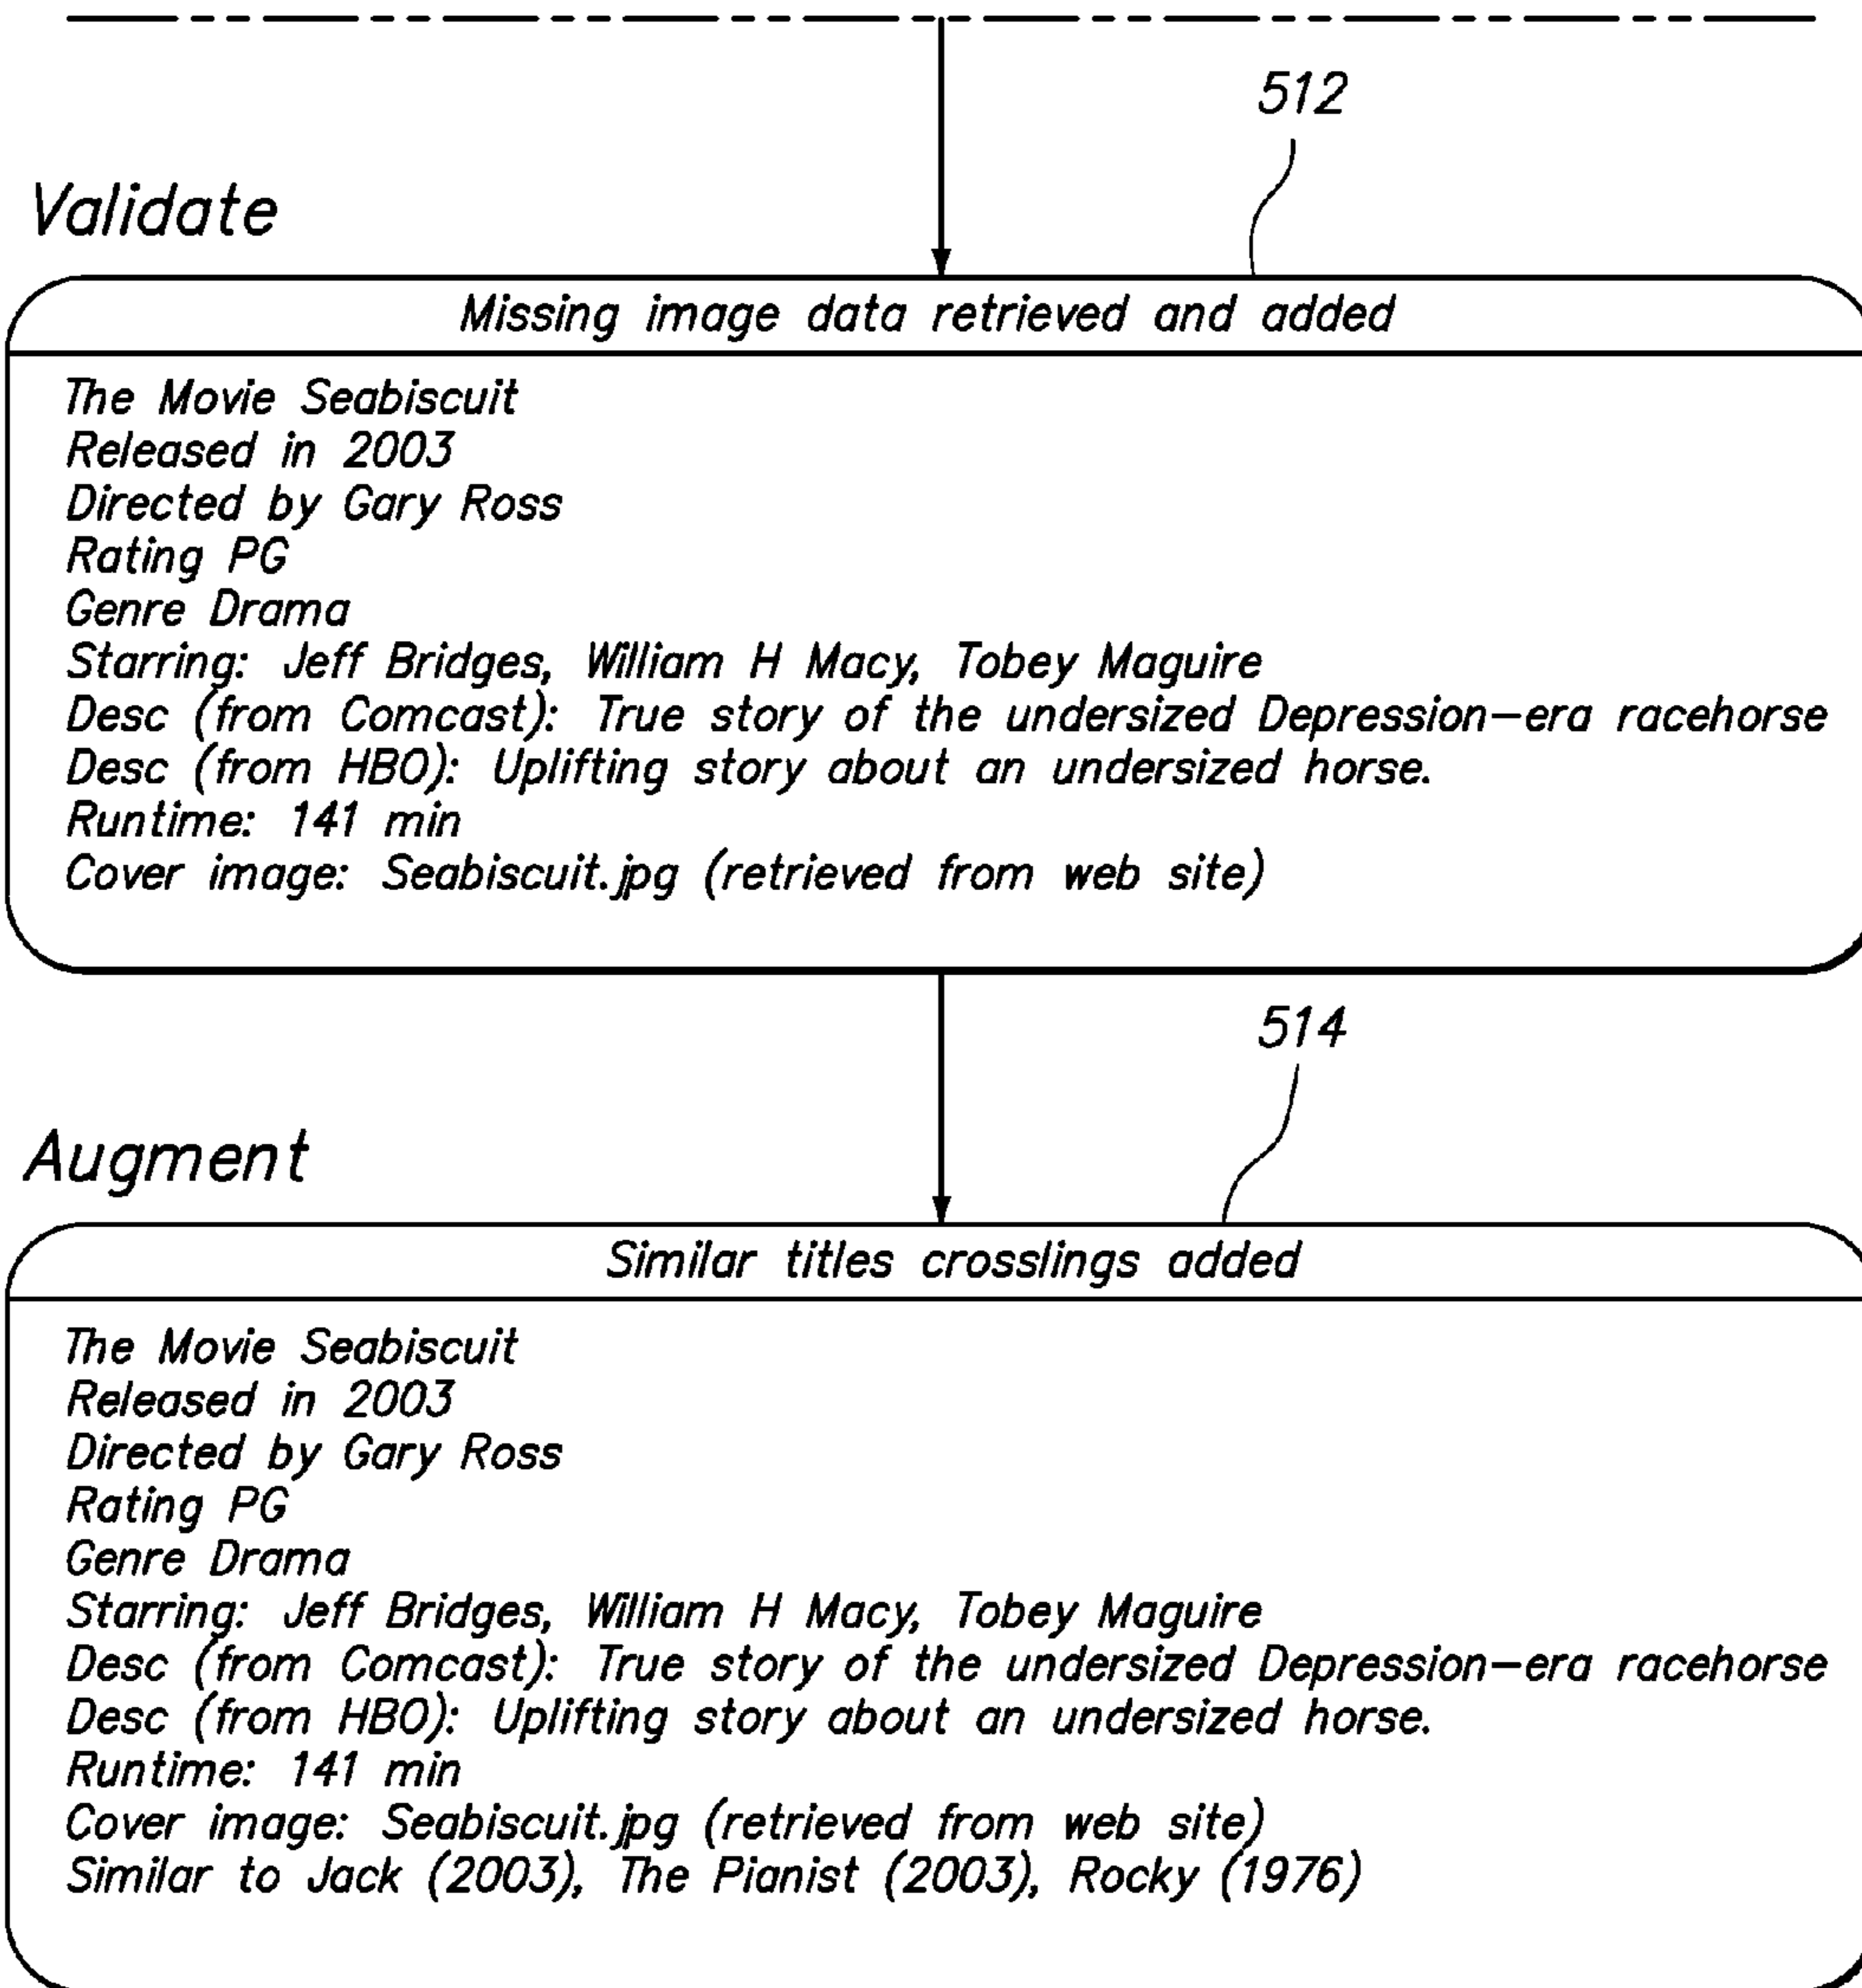 512
Validate
Missing image data retrieved and added
The Movie Seabiscuit
Released in 2003
Directed by Gary Ross
Rating PG
Genre Drama
Starring: Jeff Bridges, William H Macy, Tobey Maguire
Desc (from Comcast): True story of the undersized Depression–era racehorse
Desc (from HBO): Uplifting story about an undersized horse.
Runtime: 141 min
Cover image: Seabiscuit.jpg (retrieved from web site)
514
Augment
Similar titles crosslings added
The Movie Seabiscuit
Released in 2003
Directed by Gary Ross
Rating PG
Genre Drama
Starring: Jeff Bridges, William H Macy, Tobey Maguire
Desc (from Comcast): True story of the undersized Depression–era racehorse
Desc (from HBO): Uplifting story about an undersized horse.
Runtime: 141 min
Cover image: Seabiscuit.jpg (retrieved from web site)
Similar to Jack (2003), The Pianist (2003), Rocky (1976)